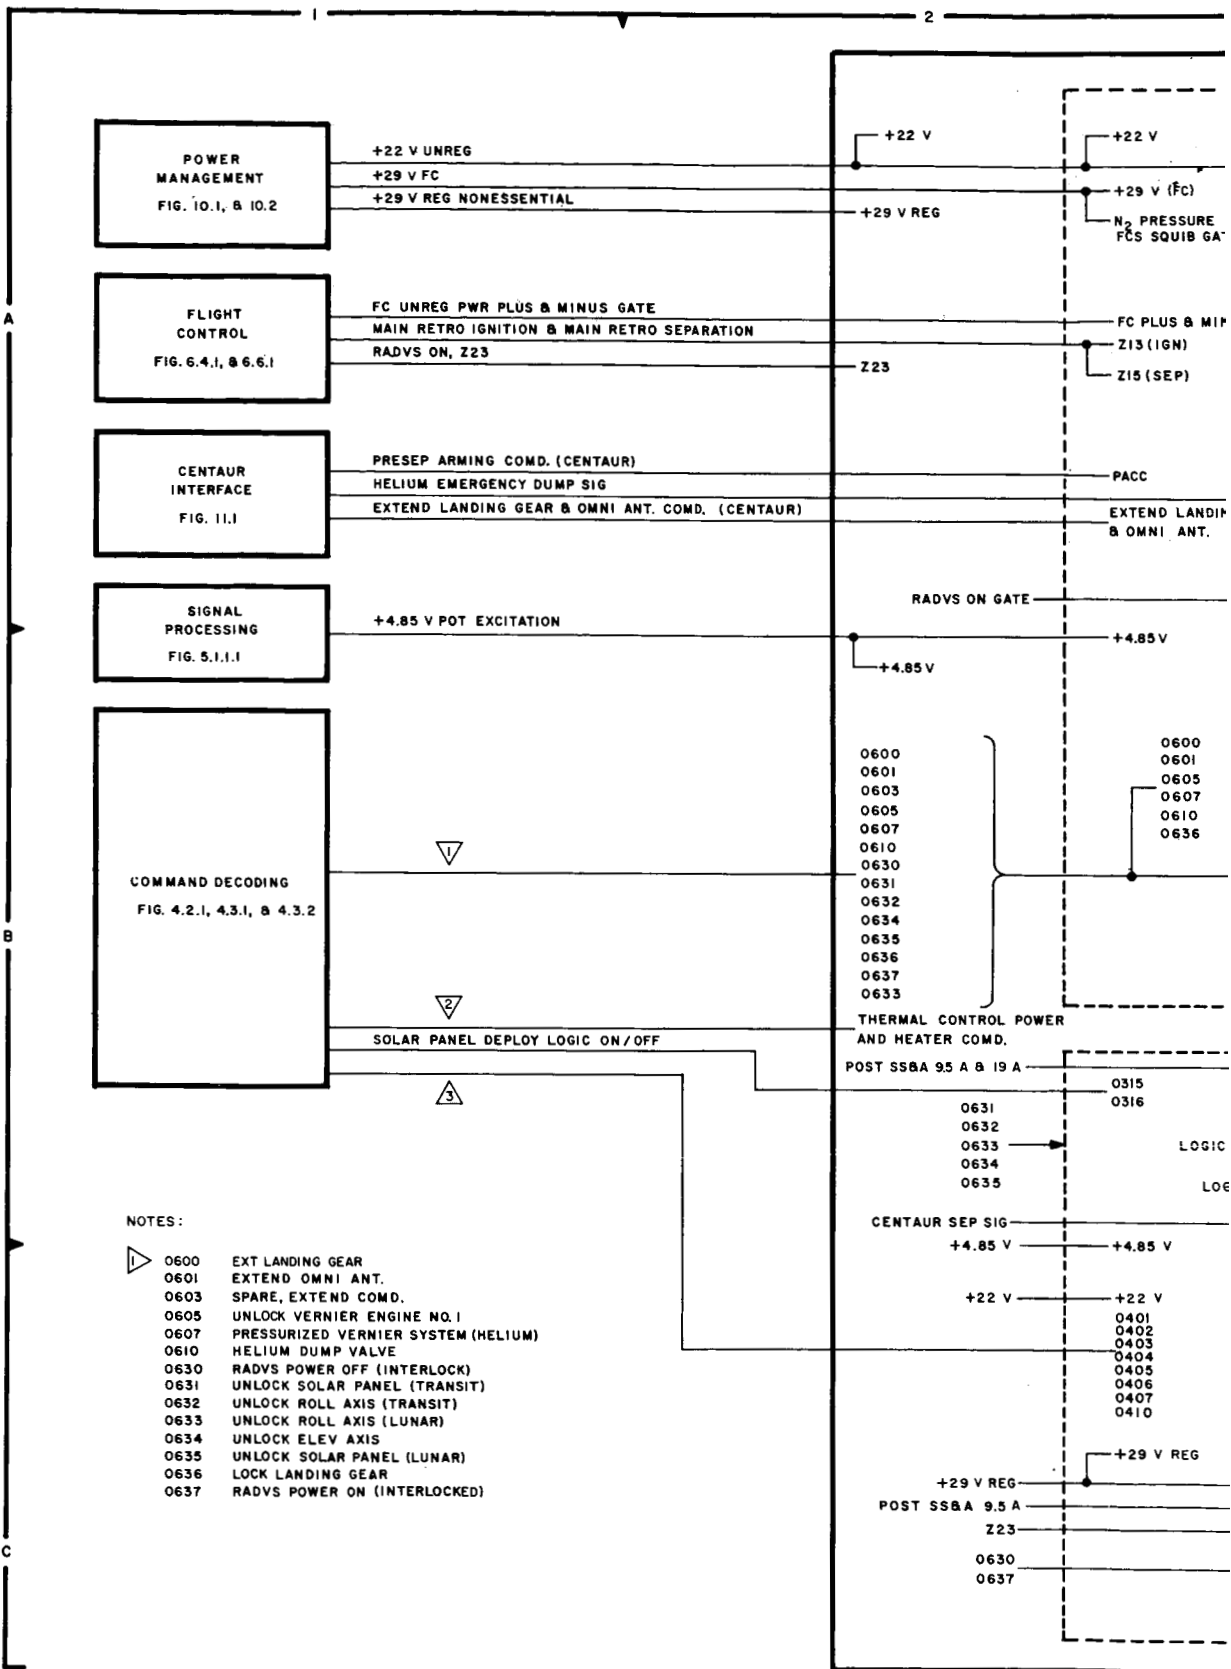 1
2
A
B
C
POWER
MANAGEMENT
FIG. 10.1, & 10.2
+22 V UNREG
+29 V FC
+29 V REG NONESSENTIAL
+22 V
+29 V REG
+22 V
+29 V (FC)
N2 PRESSURE
FCS SQUIB GAT
FLIGHT
CONTROL
FIG. 6.4.1, & 6.6.1
FC UNREG PWR PLUS & MINUS GATE
MAIN RETRO IGNITION & MAIN RETRO SEPARATION
RADVS ON, Z23
Z23
FC PLUS & MIN
Z13 (IGN)
Z15 (SEP)
CENTAUR
INTERFACE
FIG. 11.1
PRESEP ARMING COMD. (CENTAUR)
HELIUM EMERGENCY DUMP SIG
EXTEND LANDING GEAR & OMNI ANT. COMD. (CENTAUR)
PACC
EXTEND LANDIN
& OMNI ANT.
SIGNAL
PROCESSING
FIG. 5.1.1.1
+4.85 V POT EXCITATION
RADVS ON GATE
+4.85 V
+4.85 V
COMMAND DECODING
FIG. 4.2.1, 4.3.1, & 4.3.2
1
2
SOLAR PANEL DEPLOY LOGIC ON/OFF
3
0600
0601
0603
0605
0607
0610
0630
0631
0632
0634
0635
0636
0637
0633
0600
0601
0605
0607
0610
0636
THERMAL CONTROL POWER
AND HEATER COMD.
POST SS&A 9.5 A & 19 A
0315
0316
0631
0632
0633
0634
0635
LOGIC
LOG
CENTAUR SEP SIG
+4.85 V
+4.85 V
+22 V
+22 V
0401
0402
0403
0404
0405
0406
0407
0410
+29 V REG
+29 V REG
POST SS&A 9.5 A
Z23
0630
0637
NOTES:
1 0600 EXT LANDING GEAR
0601 EXTEND OMNI ANT.
0603 SPARE, EXTEND COMD.
0605 UNLOCK VERNIER ENGINE NO. 1
0607 PRESSURIZED VERNIER SYSTEM (HELIUM)
0610 HELIUM DUMP VALVE
0630 RADVS POWER OFF (INTERLOCK)
0631 UNLOCK SOLAR PANEL (TRANSIT)
0632 UNLOCK ROLL AXIS (TRANSIT)
0633 UNLOCK ROLL AXIS (LUNAR)
0634 UNLOCK ELEV AXIS
0635 UNLOCK SOLAR PANEL (LUNAR)
0636 LOCK LANDING GEAR
0637 RADVS POWER ON (INTERLOCKED)